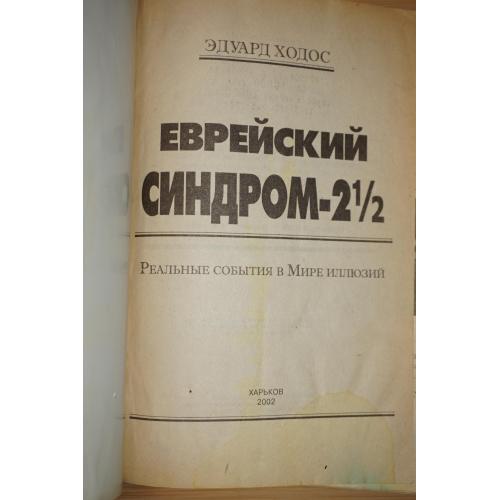 ЭДУАРД ХОДОС
ЕВРЕЙСКИЙ
СИНДРОМ-2½
РЕАЛЬНЫЕ СОБЫТИЯ В МИРЕ ИЛЛЮЗИЙ
ХАРЬКОВ
2002